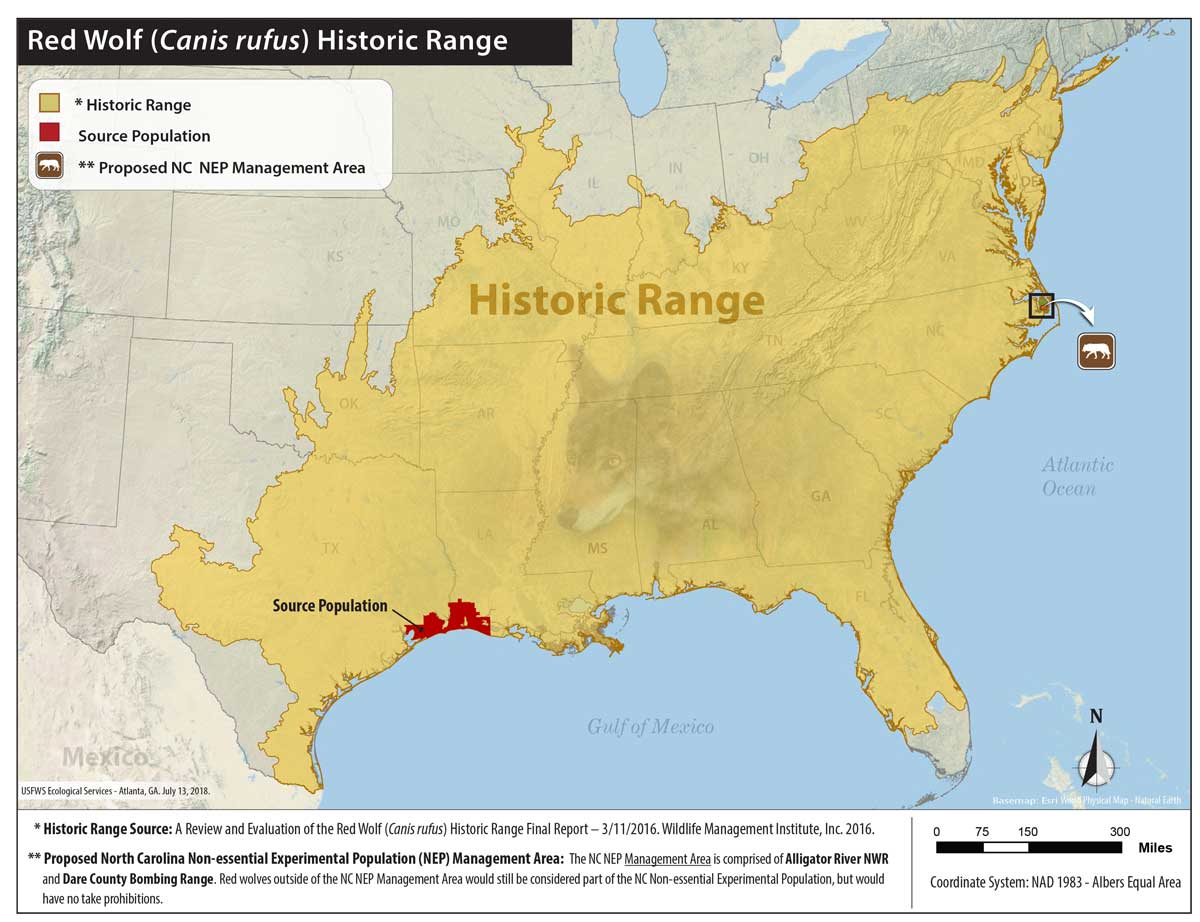 Red Wolf (Canis rufus) Historic Range
* Historic Range
Source Population
** Proposed NC NEP Management Area
PA
NJ
OH
MD
DE
IN
IL
WV
MO
KS
VA
KY
Historic Range
NC
TN
OK
AR
SC
Atlantic
Ocean
GA
AL
LA
MS
TX
FL
Source Population
Gulf of Mexico
N
Mexico
USFWS Ecological Services - Atlanta, GA. July 13, 2018.
Basemap: Esri World Physical Map - Natural Earth
* Historic Range Source: A Review and Evaluation of the Red Wolf (Canis rufus) Historic Range Final Report – 3/11/2016. Wildlife Management Institute, Inc. 2016.
** Proposed North Carolina Non-essential Experimental Population (NEP) Management Area: The NC NEP Management Area is comprised of Alligator River NWR
and Dare County Bombing Range. Red wolves outside of the NC NEP Management Area would still be considered part of the NC Non-essential Experimental Population, but would
have no take prohibitions.
0 75 150 300
Miles
Coordinate System: NAD 1983 - Albers Equal Area